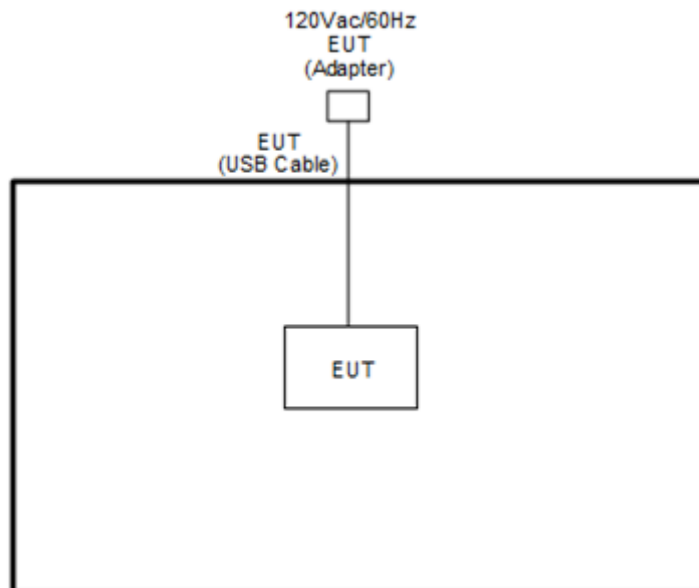 120Vac/60Hz
EUT
(Adapter)
EUT
(USB Cable)
EUT